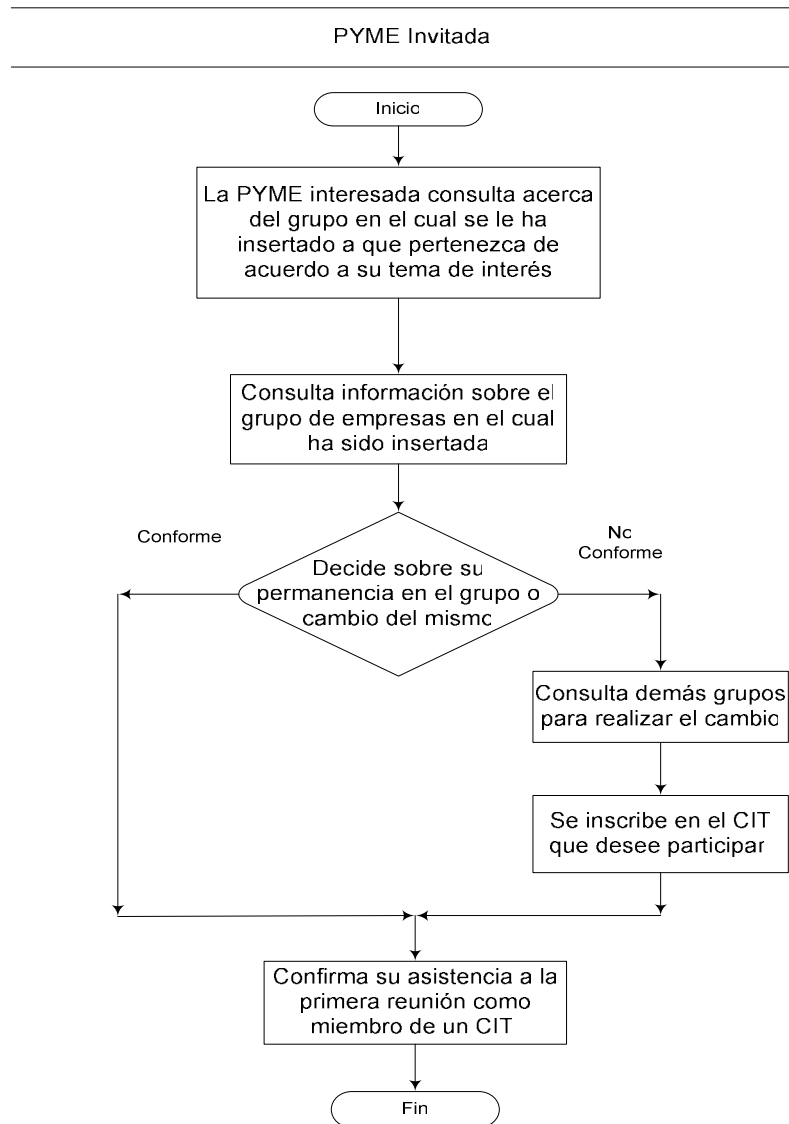 PYME Invitada
Inicio
La PYME interesada consulta acerca
del grupo en el cual se le ha
insertado a que pertenezca de
acuerdo a su tema de interés
Consulta información sobre el
grupo de empresas en el cual
ha sido insertada
Conforme
No
Conforme
Decide sobre su
permanencia en el grupo o
cambio del mismo
Consulta demás grupos
para realizar el cambio
Se inscribe en el CIT
que desee participar
Confirma su asistencia a la
primera reunión como
miembro de un CIT
Fin